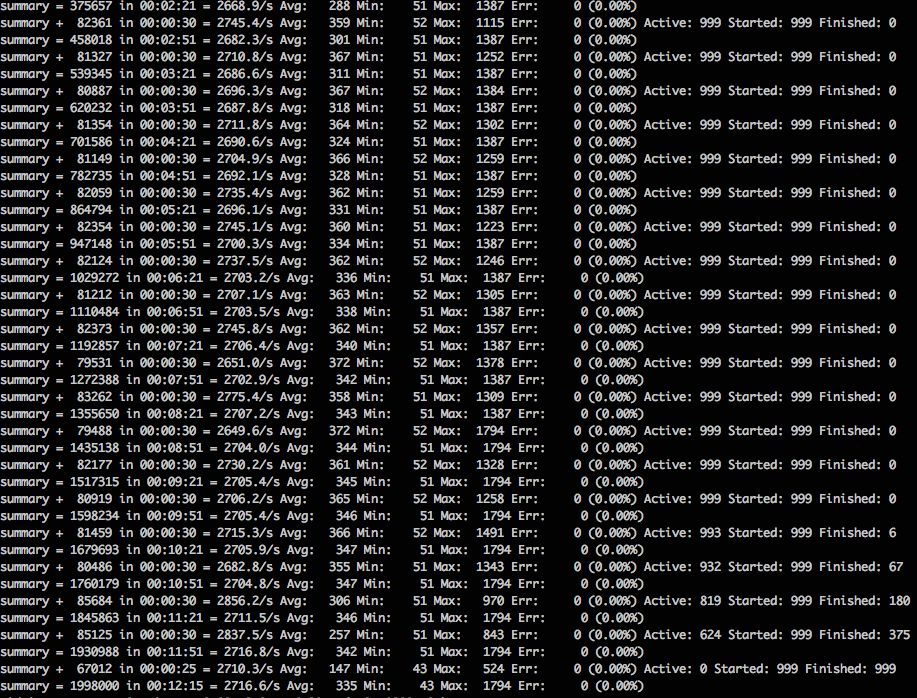 summary = 375657 in 00:02:21 = 2668.9/s Avg: 288 Min: 51 Max: 1387 Err: 0 (0.00%)
summary + 82361 in 00:00:30 = 2745.4/s Avg: 359 Min: 52 Max: 1115 Err: 0 (0.00%) Active: 999 Started: 999 Finished: 0
summary = 458018 in 00:02:51 = 2682.3/s Avg: 301 Min: 51 Max: 1387 Err: 0 (0.00%)
summary + 81327 in 00:00:30 = 2710.8/s Avg: 367 Min: 52 Max: 1252 Err: 0 (0.00%) Active: 999 Started: 999 Finished: 0
summary = 539345 in 00:03:21 = 2686.6/s Avg: 311 Min: 51 Max: 1387 Err: 0 (0.00%)
summary + 80887 in 00:00:30 = 2696.3/s Avg: 367 Min: 52 Max: 1384 Err: 0 (0.00%) Active: 999 Started: 999 Finished: 0
summary = 620232 in 00:03:51 = 2687.8/s Avg: 318 Min: 51 Max: 1387 Err: 0 (0.00%)
summary + 81354 in 00:00:30 = 2711.8/s Avg: 364 Min: 52 Max: 1302 Err: 0 (0.00%) Active: 999 Started: 999 Finished: 0
summary = 701586 in 00:04:21 = 2690.6/s Avg: 324 Min: 51 Max: 1387 Err: 0 (0.00%)
summary + 81149 in 00:00:30 = 2704.9/s Avg: 366 Min: 52 Max: 1259 Err: 0 (0.00%) Active: 999 Started: 999 Finished: 0
summary = 782735 in 00:04:51 = 2692.1/s Avg: 328 Min: 51 Max: 1387 Err: 0 (0.00%)
summary + 82059 in 00:00:30 = 2735.4/s Avg: 362 Min: 52 Max: 1259 Err: 0 (0.00%) Active: 999 Started: 999 Finished: 0
summary = 864794 in 00:05:21 = 2696.1/s Avg: 331 Min: 51 Max: 1387 Err: 0 (0.00%)
summary + 82354 in 00:00:30 = 2745.1/s Avg: 360 Min: 52 Max: 1223 Err: 0 (0.00%) Active: 999 Started: 999 Finished: 0
summary = 947148 in 00:05:51 = 2700.3/s Avg: 334 Min: 51 Max: 1387 Err: 0 (0.00%)
summary + 82124 in 00:00:30 = 2737.5/s Avg: 362 Min: 52 Max: 1246 Err: 0 (0.00%) Active: 999 Started: 999 Finished: 0
summary = 1029272 in 00:06:21 = 2703.2/s Avg: 336 Min: 51 Max: 1387 Err: 0 (0.00%)
summary + 81212 in 00:00:30 = 2707.1/s Avg: 363 Min: 52 Max: 1305 Err: 0 (0.00%) Active: 999 Started: 999 Finished: 0
summary = 1110484 in 00:06:51 = 2703.5/s Avg: 338 Min: 51 Max: 1387 Err: 0 (0.00%)
summary + 82373 in 00:00:30 = 2745.8/s Avg: 362 Min: 52 Max: 1357 Err: 0 (0.00%) Active: 999 Started: 999 Finished: 0
summary = 1192857 in 00:07:21 = 2706.4/s Avg: 340 Min: 51 Max: 1387 Err: 0 (0.00%)
summary + 79531 in 00:00:30 = 2651.0/s Avg: 372 Min: 52 Max: 1378 Err: 0 (0.00%) Active: 999 Started: 999 Finished: 0
summary = 1272388 in 00:07:51 = 2702.9/s Avg: 342 Min: 51 Max: 1387 Err: 0 (0.00%)
summary + 83262 in 00:00:30 = 2775.4/s Avg: 358 Min: 51 Max: 1309 Err: 0 (0.00%) Active: 999 Started: 999 Finished: 0
summary = 1355650 in 00:08:21 = 2707.2/s Avg: 343 Min: 51 Max: 1387 Err: 0 (0.00%)
summary + 79488 in 00:00:30 = 2649.6/s Avg: 372 Min: 52 Max: 1794 Err: 0 (0.00%) Active: 999 Started: 999 Finished: 0
summary = 1435138 in 00:08:51 = 2704.0/s Avg: 344 Min: 51 Max: 1794 Err: 0 (0.00%)
summary + 82177 in 00:00:30 = 2730.2/s Avg: 361 Min: 52 Max: 1328 Err: 0 (0.00%) Active: 999 Started: 999 Finished: 0
summary = 1517315 in 00:09:21 = 2705.4/s Avg: 345 Min: 51 Max: 1794 Err: 0 (0.00%)
summary + 80919 in 00:00:30 = 2706.2/s Avg: 365 Min: 52 Max: 1258 Err: 0 (0.00%) Active: 999 Started: 999 Finished: 0
summary = 1598234 in 00:09:51 = 2705.4/s Avg: 346 Min: 51 Max: 1794 Err: 0 (0.00%)
summary + 81459 in 00:00:30 = 2715.3/s Avg: 366 Min: 52 Max: 1491 Err: 0 (0.00%) Active: 993 Started: 999 Finished: 6
summary = 1679693 in 00:10:21 = 2705.9/s Avg: 347 Min: 51 Max: 1794 Err: 0 (0.00%)
summary + 80486 in 00:00:30 = 2682.8/s Avg: 355 Min: 51 Max: 1343 Err: 0 (0.00%) Active: 932 Started: 999 Finished: 67
summary = 1760179 in 00:10:51 = 2704.8/s Avg: 347 Min: 51 Max: 1794 Err: 0 (0.00%)
summary + 85684 in 00:00:30 = 2856.2/s Avg: 306 Min: 51 Max: 970 Err: 0 (0.00%) Active: 819 Started: 999 Finished: 180
summary = 1845863 in 00:11:21 = 2711.5/s Avg: 346 Min: 51 Max: 1794 Err: 0 (0.00%)
summary + 85125 in 00:00:30 = 2837.5/s Avg: 257 Min: 51 Max: 843 Err: 0 (0.00%) Active: 624 Started: 999 Finished: 375
summary = 1930988 in 00:11:51 = 2716.8/s Avg: 342 Min: 51 Max: 1794 Err: 0 (0.00%)
summary + 67012 in 00:00:25 = 2710.3/s Avg: 147 Min: 43 Max: 524 Err: 0 (0.00%) Active: 0 Started: 999 Finished: 999
summary = 1998000 in 00:12:15 = 2716.6/s Avg: 335 Min: 43 Max: 1794 Err: 0 (0.00%)